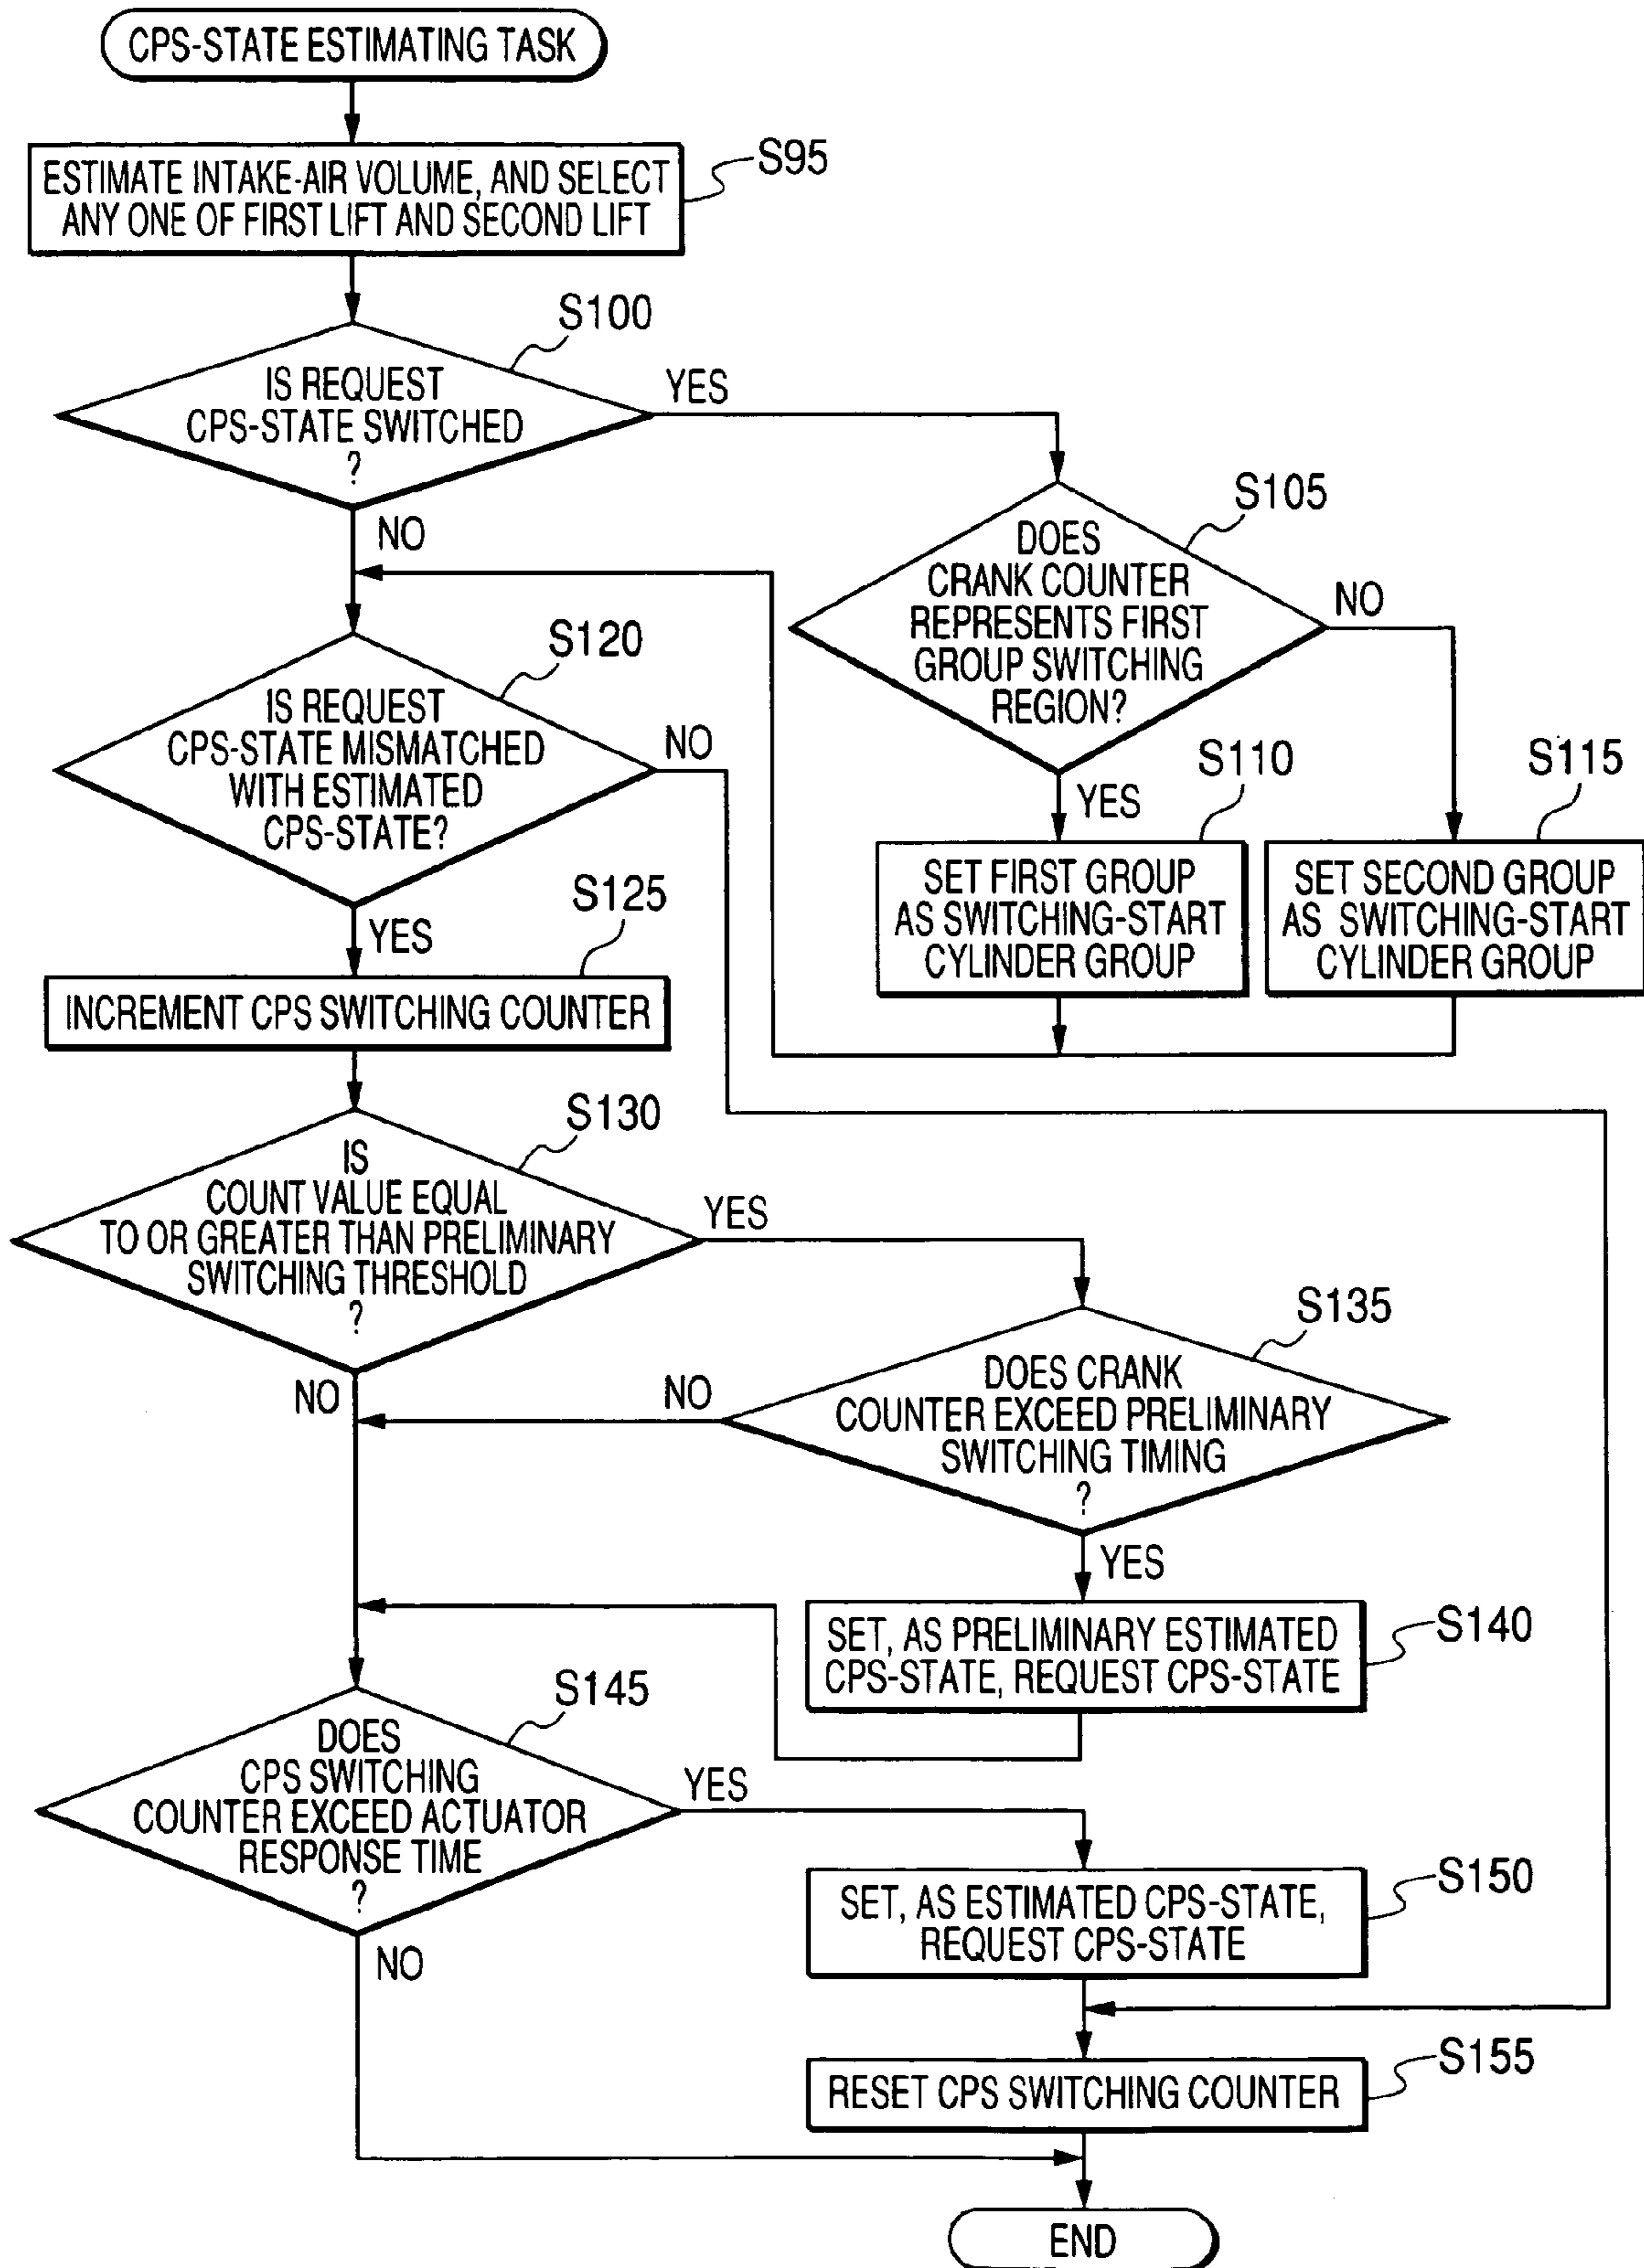 CPS-STATE ESTIMATING TASK
ESTIMATE INTAKE-AIR VOLUME, AND SELECT
ANY ONE OF FIRST LIFT AND SECOND LIFT
S95
S100
IS REQUEST
CPS-STATE SWITCHED
?
YES
NO
S105
DOES
CRANK COUNTER
REPRESENTS FIRST
GROUP SWITCHING
REGION?
NO
YES
S110
SET FIRST GROUP
AS SWITCHING-START
CYLINDER GROUP
S115
SET SECOND GROUP
AS SWITCHING-START
CYLINDER GROUP
S120
IS REQUEST
CPS-STATE MISMATCHED
WITH ESTIMATED
CPS-STATE?
NO
YES
S125
INCREMENT CPS SWITCHING COUNTER
S130
IS
COUNT VALUE EQUAL
TO OR GREATER THAN PRELIMINARY
SWITCHING THRESHOLD
?
YES
NO
S135
DOES CRANK
COUNTER EXCEED PRELIMINARY
SWITCHING TIMING
?
NO
YES
S140
SET, AS PRELIMINARY ESTIMATED
CPS-STATE, REQUEST CPS-STATE
S145
DOES
CPS SWITCHING
COUNTER EXCEED ACTUATOR
RESPONSE TIME
?
YES
NO
S150
SET, AS ESTIMATED CPS-STATE,
REQUEST CPS-STATE
S155
RESET CPS SWITCHING COUNTER
END